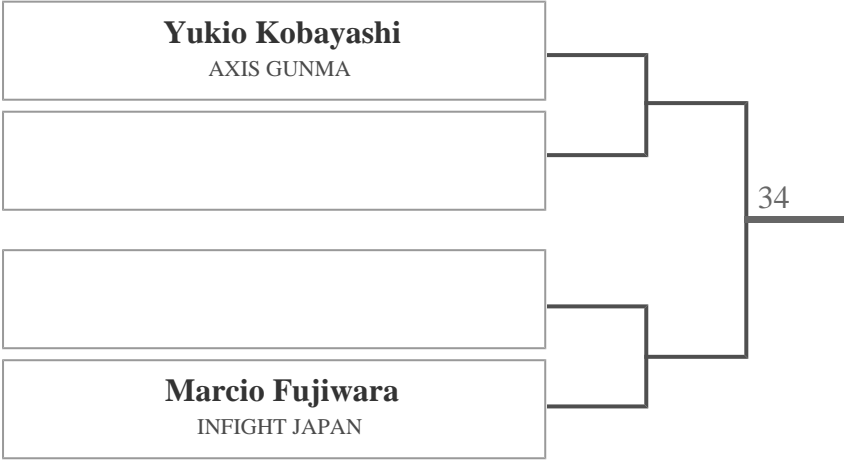 Yukio Kobayashi
AXIS GUNMA
34
Marcio Fujiwara
INFIGHT JAPAN